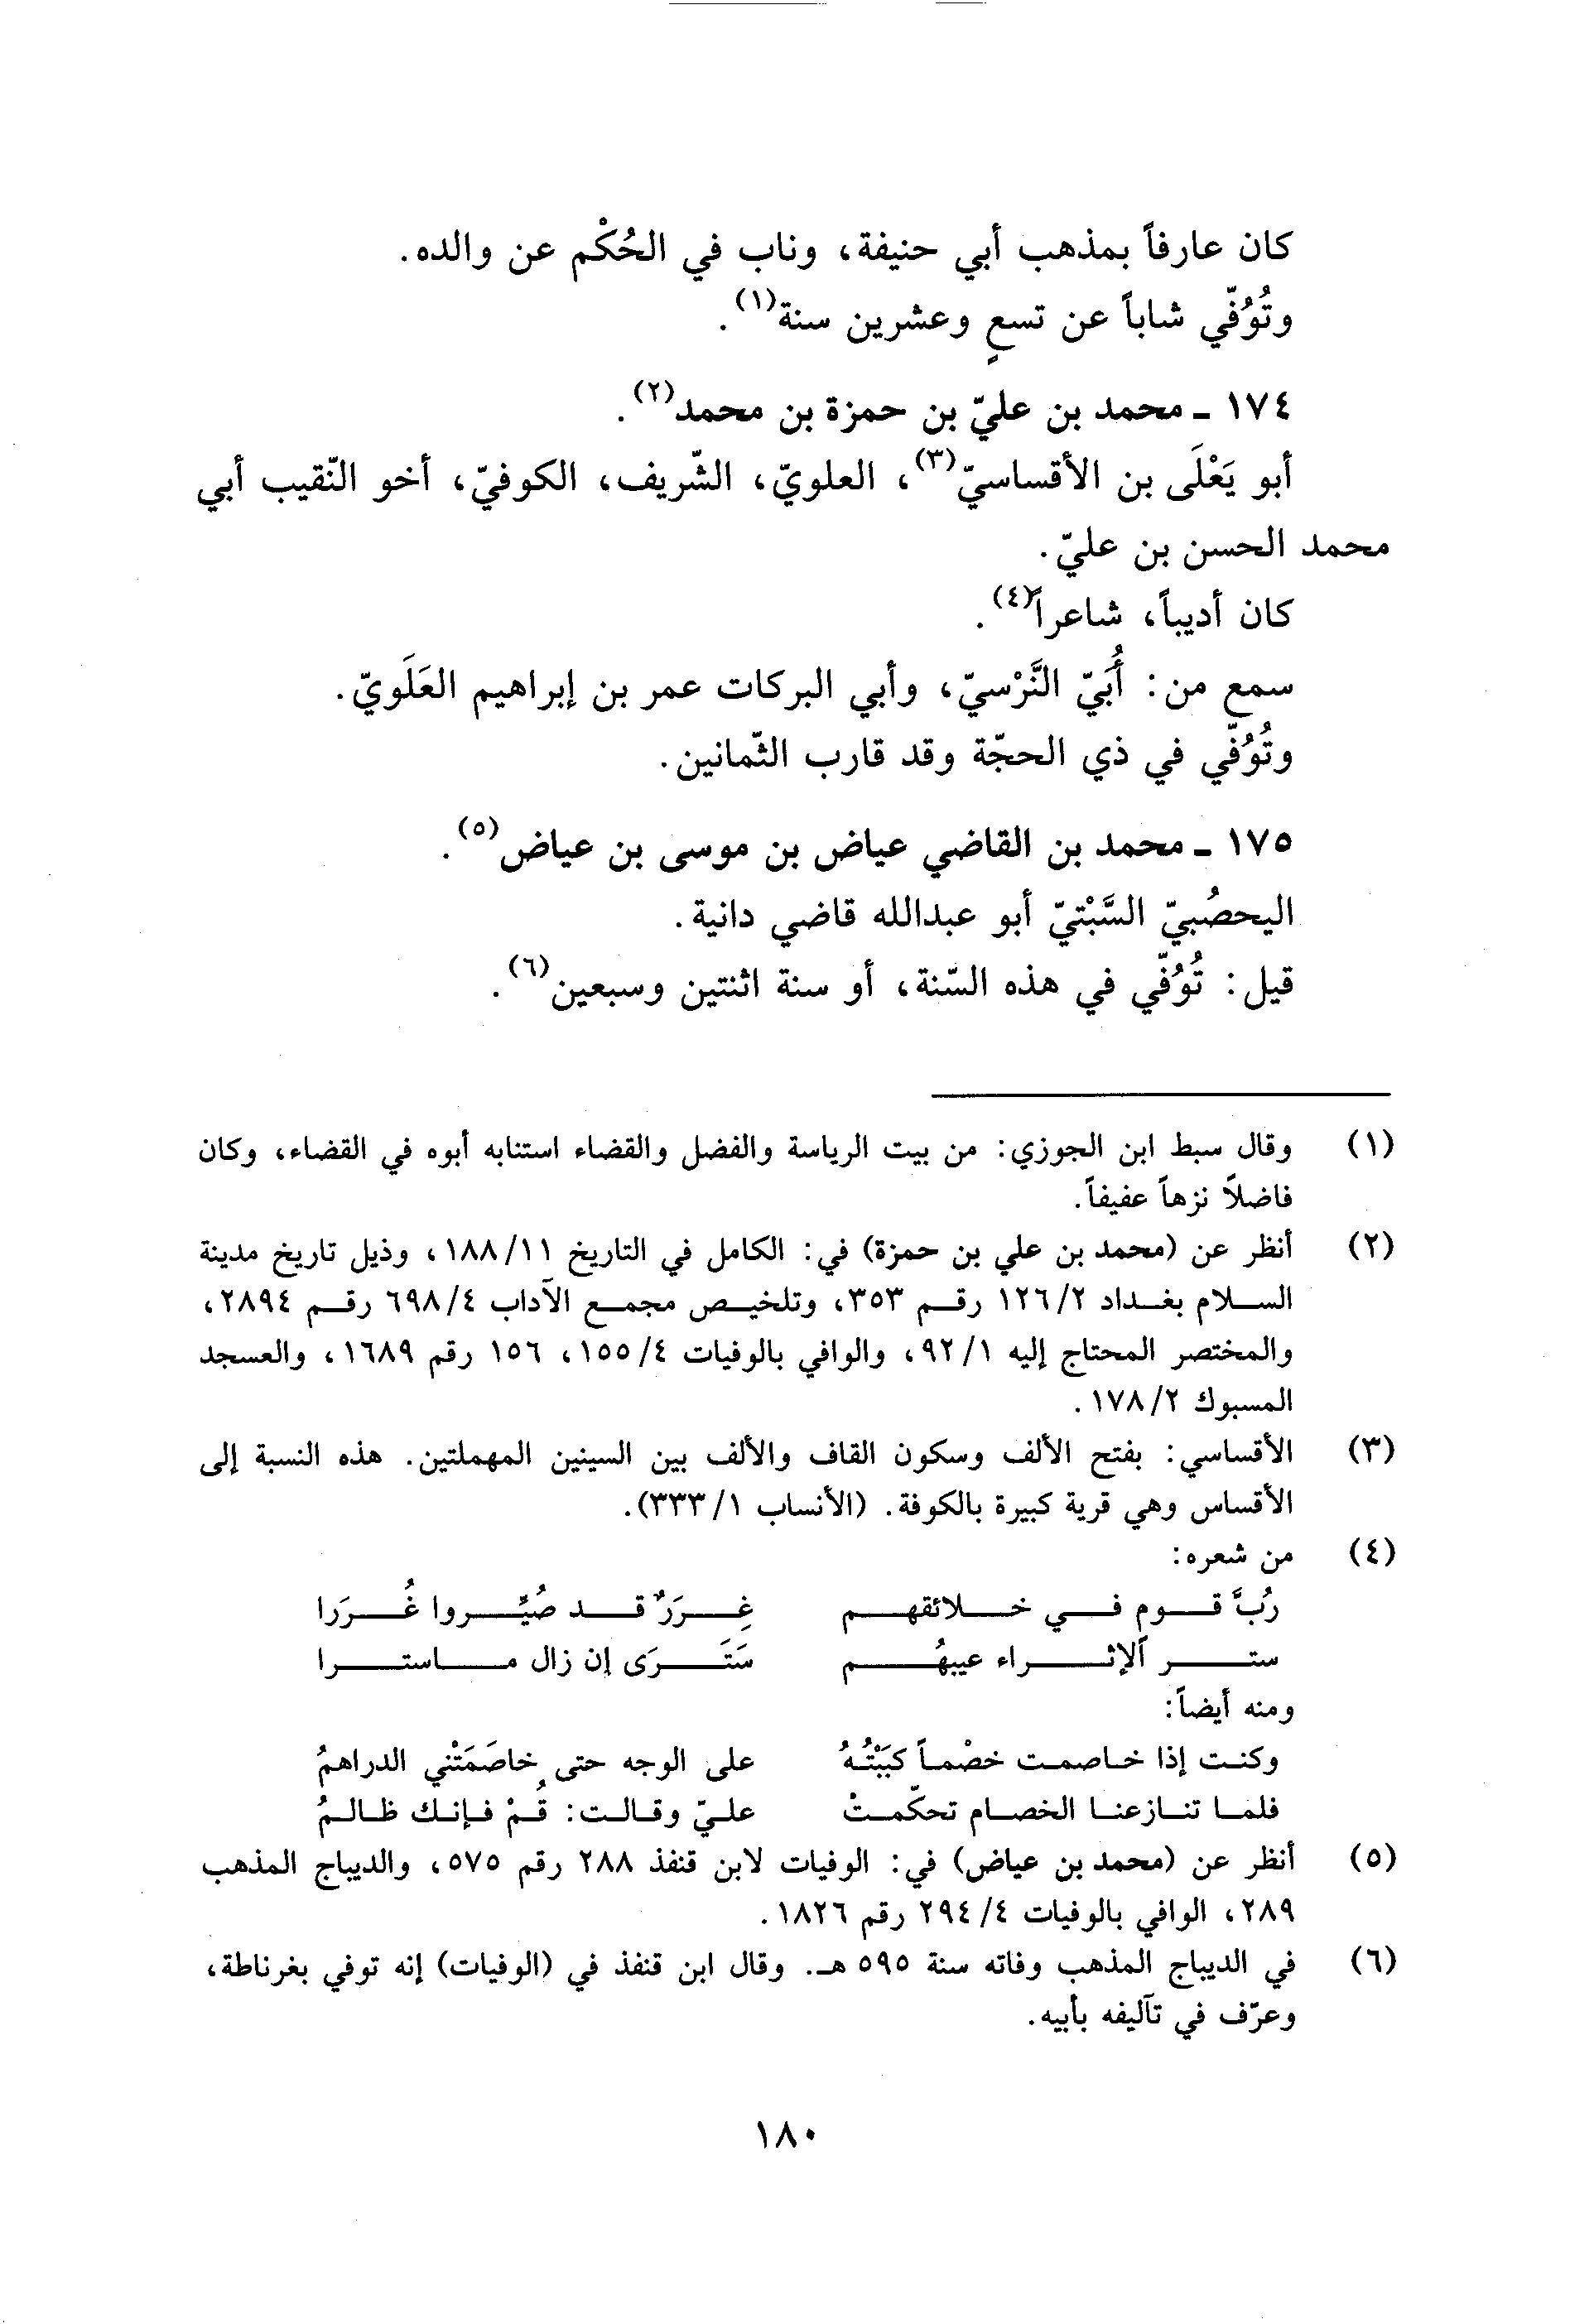 كان عارفاً بمذهب أبي حنيفة، وناب في الحُكْم عن والده.
وتُوُفّي شاباً عن تسعٍ وعشرين سنة(١).
١٧٤ ـ محمد بن عليّ بن حمزة بن محمد(٢).
أبو يَعْلَى بن الأقساسيّ(٣)، العلويّ، الشّريف، الكوفيّ، أخو النّقيب أبي
محمد الحسن بن عليّ.
كان أديباً، شاعراً(٤).
سمع من: أُبَيّ النَّرْسيّ، وأبي البركات عمر بن إبراهيم العَلَويّ.
وتُوُفّي في ذي الحجّة وقد قارب الثّمانين.
١٧٥ ـ محمد بن القاضي عياض بن موسى بن عياض(٥).
اليحصُبيّ السَّبْتيّ أبو عبدالله قاضي دانية.
قيل: تُوُفّي في هذه السّنة، أو سنة اثنتين وسبعين(٦).
(١) وقال سبط ابن الجوزي: من بيت الرياسة والفضل والقضاء استنابه أبوه في القضاء، وكان
فاضلاً نزهاً عفيفاً.
(٢) أنظر عن (محمد بن علي بن حمزة) في: الكامل في التاريخ ١٨٨/١١، وذيل تاريخ مدينة
السلام بغداد ١٢٦/٢ رقم ٣٥٣، وتلخيص مجمع الآداب ٦٩٨/٤ رقم ٢٨٩٤،
والمختصر المحتاج إليه ٩٢/١، والوافي بالوفيات ١٥٥/٤، ١٥٦ رقم ١٦٨٩، والعسجد
المسبوك ١٧٨/٢.
(٣) الأقساسي: بفتح الألف وسكون القاف والألف بين السينين المهملتين. هذه النسبة إلى
الأقساس وهي قرية كبيرة بالكوفة. (الأنساب ٣٣٣/١).
(٤) من شعره:
رُبَّ قوم في خلائقهم غِرَرٌ قد صُيِّروا غُرَرا
ستر الإثراء عيبهُم سَتَرَى إن زال ماسترا
ومنه أيضاً:
وكنت إذا خاصمت خصْماً كَبَبْتُهُ على الوجه حتى خاصَمَتْني الدراهمُ
فلما تنازعنا الخصام تحكّمتْ عليّ وقالت: قُمْ فإنك ظالمُ
(٥) أنظر عن (محمد بن عياض) في: الوفيات لابن قنفذ ٢٨٨ رقم ٥٧٥، والديباج المذهب
٢٨٩، الوافي بالوفيات ٢٩٤/٤ رقم ١٨٢٦.
(٦) في الديباج المذهب وفاته سنة ٥٩٥ هـ. وقال ابن قنفذ في (الوفيات) إنه توفي بغرناطة،
وعرّف في تآليفه بأبيه.
١٨٠